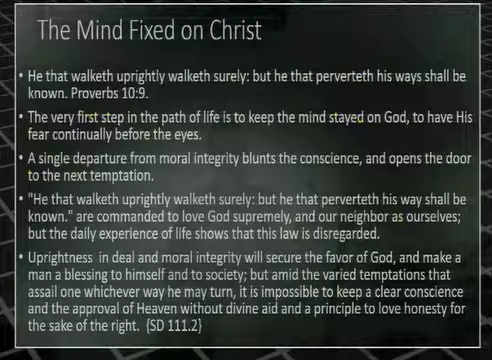 The Mind Fixed on Christ
• He that walketh uprightly walketh surely: but he that perverteth his ways shall be
known. Proverbs 10:9.
• The very first step in the path of life is to keep the mind stayed on God, to have His
fear continually before the eyes.
• A single departure from moral integrity blunts the conscience, and opens the door
to the next temptation.
• "He that walketh uprightly walketh surely: but he that perverteth his way shall be
known." are commanded to love God supremely, and our neighbor as ourselves;
but the daily experience of life shows that this law is disregarded.
• Uprightness in deal and moral integrity will secure the favor of God, and make a
man a blessing to himself and to society; but amid the varied temptations that
assail one whichever way he may turn, it is impossible to keep a clear conscience
and the approval of Heaven without divine aid and a principle to love honesty for
the sake of the right. {SD 111.2}